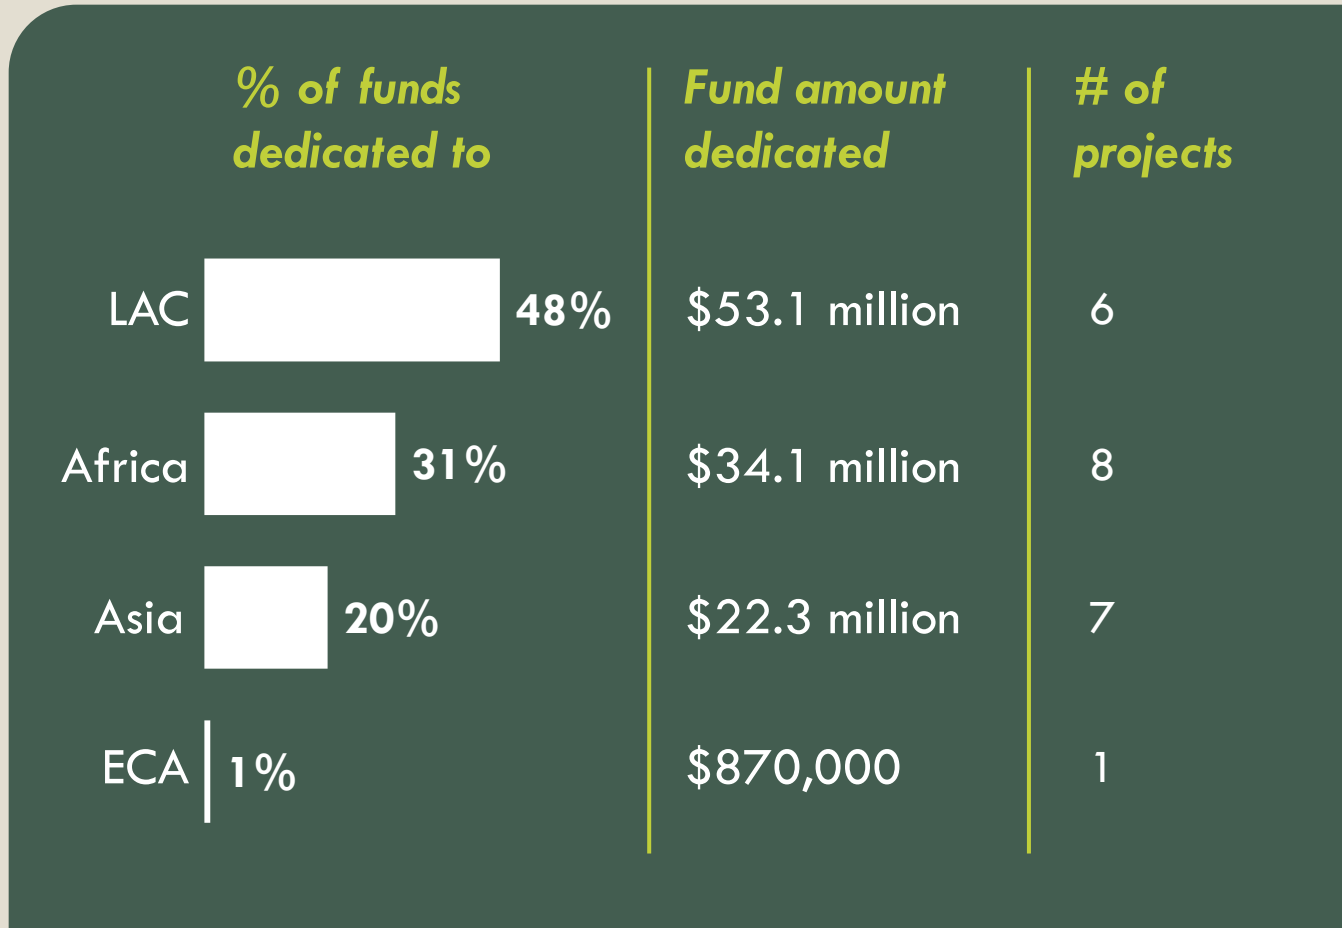 % of funds
dedicated to
Fund amount
dedicated
# of
projects
LAC 48% $53.1 million 6
Africa 31% $34.1 million 8
Asia 20% $22.3 million 7
ECA 1% $870,000 1